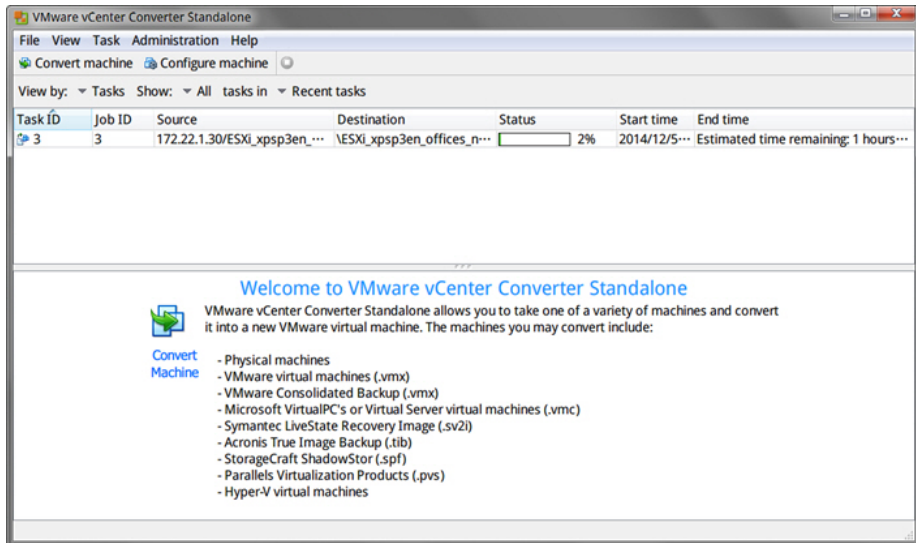 VMware vCenter Converter Standalone
File View Task Administration Help
Convert machine Configure machine
View by: Tasks Show: All tasks in Recent tasks
Task ID Job ID Source Destination Status Start time End time
3 3 172.22.1.30/ESXi_xpsp3en_... \ESXi_xpsp3en_offices_n... 2% 2014/12/5... Estimated time remaining: 1 hours...
Welcome to VMware vCenter Converter Standalone
VMware vCenter Converter Standalone allows you to take one of a variety of machines and convert
it into a new VMware virtual machine. The machines you may convert include:
Convert
Machine
- Physical machines
- VMware virtual machines (.vmx)
- VMware Consolidated Backup (.vmx)
- Microsoft VirtualPC's or Virtual Server virtual machines (.vmc)
- Symantec LiveState Recovery Image (.sv2i)
- Acronis True Image Backup (.tib)
- StorageCraft ShadowStor (.spf)
- Parallels Virtualization Products (.pvs)
- Hyper-V virtual machines